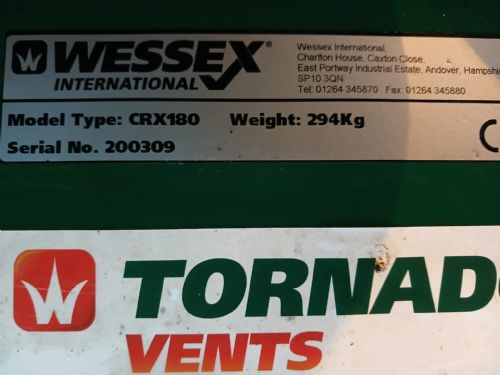 WESSEX®
INTERNATIONAL
Wessex International,
Charlton House, Caxton Close,
East Portway Industrial Estate, Andover, Hampshi
SP10 3QN
Tel: 01264 345870 Fax: 01264 345880
Model Type: CRX180 Weight: 294Kg
Serial No. 200309
TORNADO
VENTS